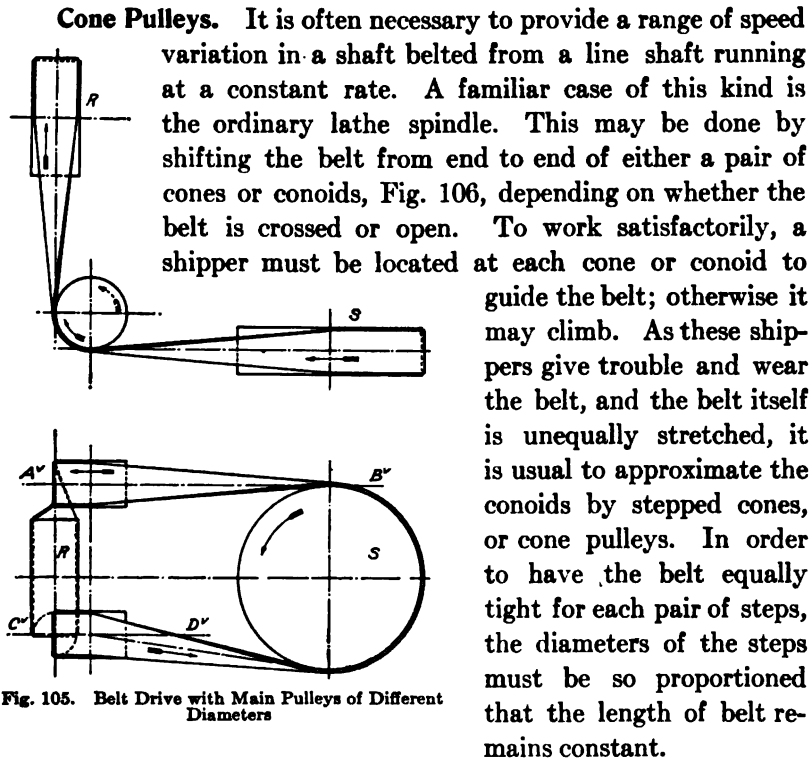 Cone Pulleys. It is often necessary to provide a range of speed
variation in a shaft belted from a line shaft running
at a constant rate. A familiar case of this kind is
the ordinary lathe spindle. This may be done by
shifting the belt from end to end of either a pair of
cones or conoids, Fig. 106, depending on whether the
belt is crossed or open. To work satisfactorily, a
shipper must be located at each cone or conoid to
guide the belt; otherwise it
may climb. As these ship-
pers give trouble and wear
the belt, and the belt itself
is unequally stretched, it
is usual to approximate the
conoids by stepped cones,
or cone pulleys. In order
to have the belt equally
tight for each pair of steps,
the diameters of the steps
must be so proportioned
that the length of belt re-
mains constant.
R
S
Aᵛ
Bᵛ
R
S
Cᵛ
Dᵛ
Fig. 105. Belt Drive with Main Pulleys of Different
Diameters